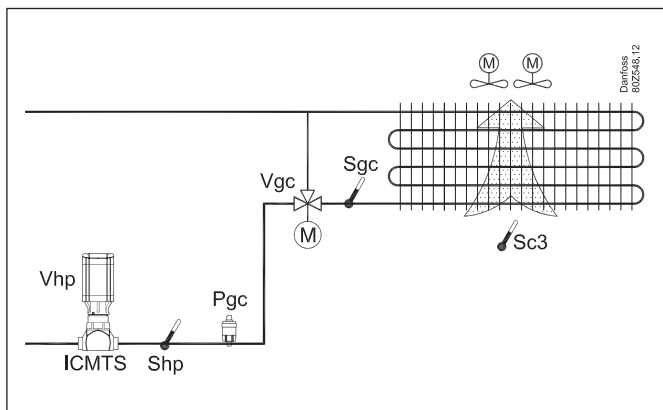 M M
Danfoss
80Z548.12
Sgc
Vgc
M
Sc3
Vhp
Pgc
ICMTS
Shp